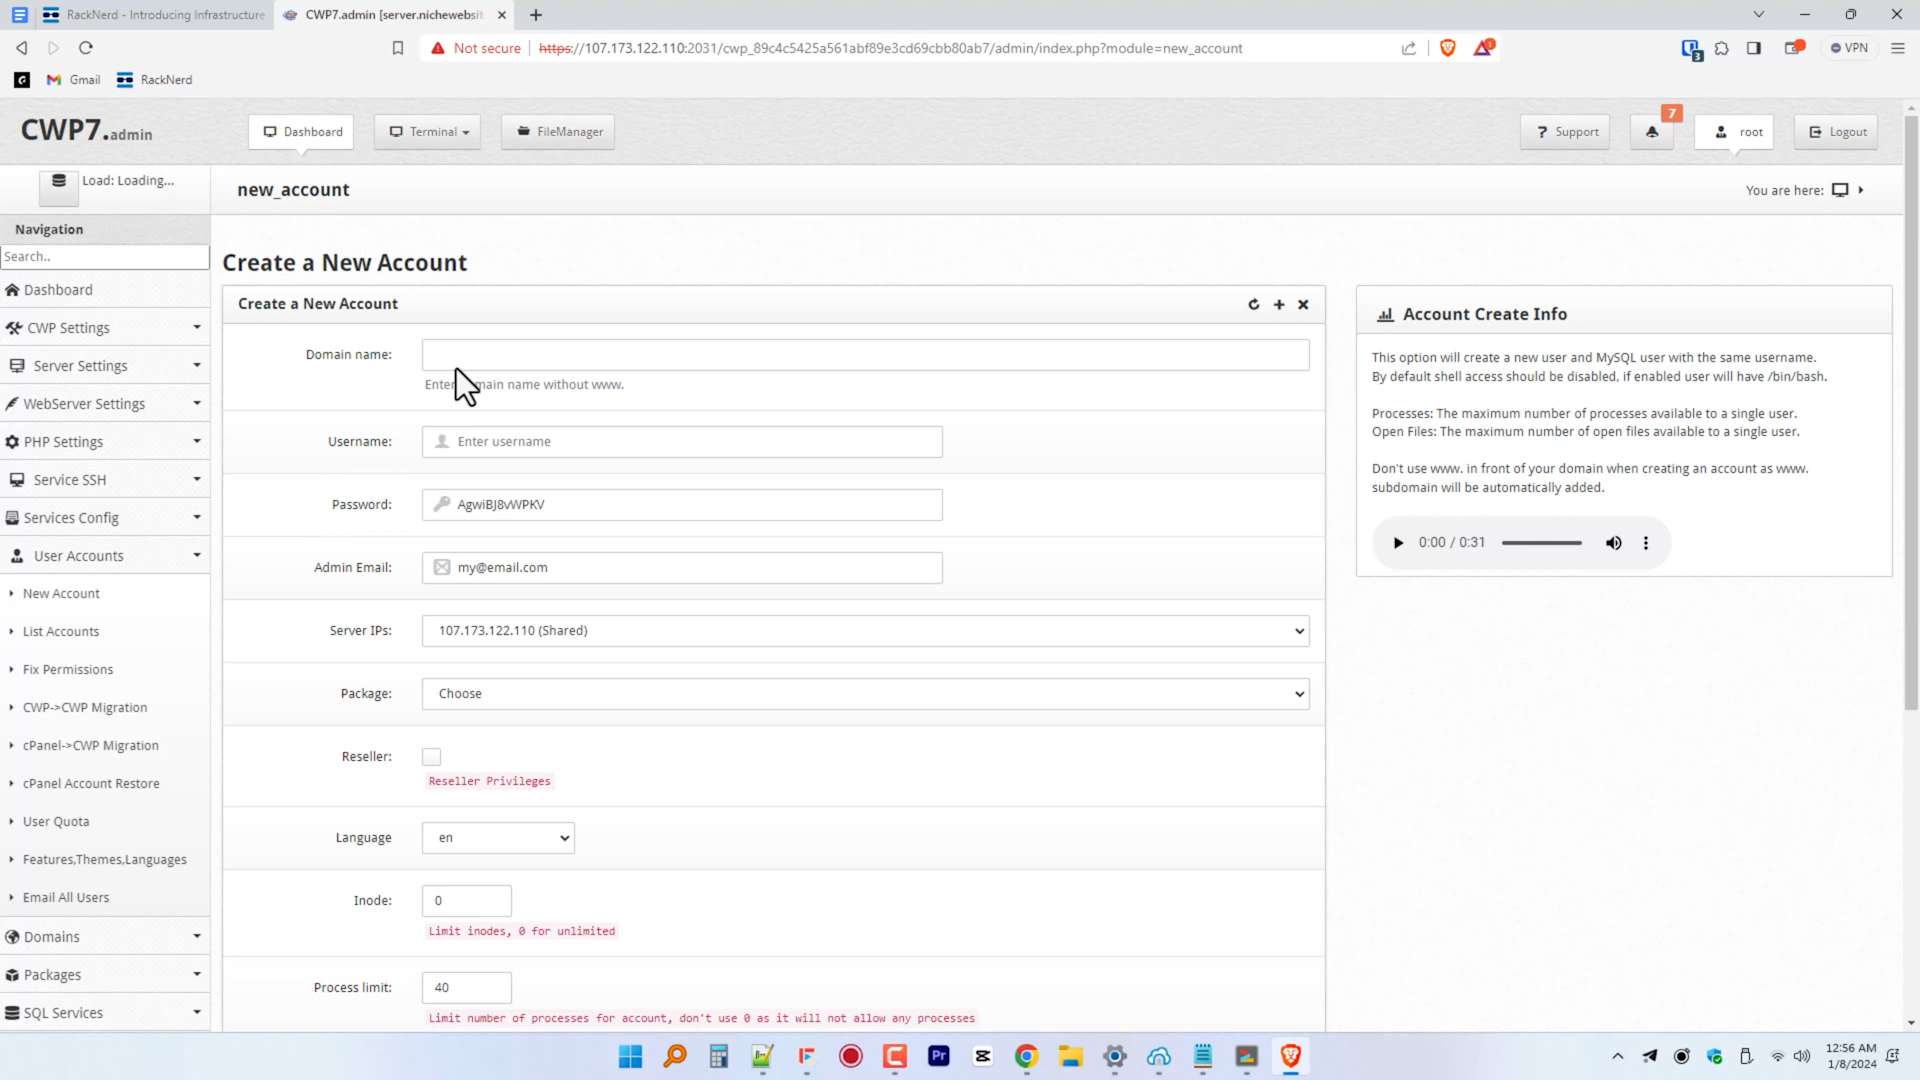 RackNerd - Introducing Infrastructure
CWP7.admin [server.nichewebsit
Not secure
https://107.173.122.110:2031/cwp_89c4c5425a561abf89e3cd69cbb80ab7/admin/index.php?module=new_account
3
1
VPN
Gmail
RackNerd
CWP7.admin
Dashboard
Terminal
FileManager
Support
7
root
Logout
Load: Loading...
new_account
You are here:
Navigation
Search..
Dashboard
CWP Settings
Server Settings
WebServer Settings
PHP Settings
Service SSH
Services Config
User Accounts
New Account
List Accounts
Fix Permissions
CWP->CWP Migration
cPanel->CWP Migration
cPanel Account Restore
User Quota
Features,Themes,Languages
Email All Users
Domains
Packages
SQL Services
Create a New Account
Create a New Account
Domain name:
Enter main name without www.
Username:
Enter username
Password:
AgwiBJ8vWPKV
Admin Email:
my@email.com
Server IPs:
107.173.122.110 (Shared)
Package:
Choose
Reseller:
Reseller Privileges
Language
en
Inode:
0
Limit inodes, 0 for unlimited
Process limit:
40
Limit number of processes for account, don't use 0 as it will not allow any processes
Account Create Info
This option will create a new user and MySQL user with the same username.
By default shell access should be disabled, if enabled user will have /bin/bash.
Processes: The maximum number of processes available to a single user.
Open Files: The maximum number of open files available to a single user.
Don't use www. in front of your domain when creating an account as www.
subdomain will be automatically added.
0:00 / 0:31
Pr
12:56 AM
1/8/2024